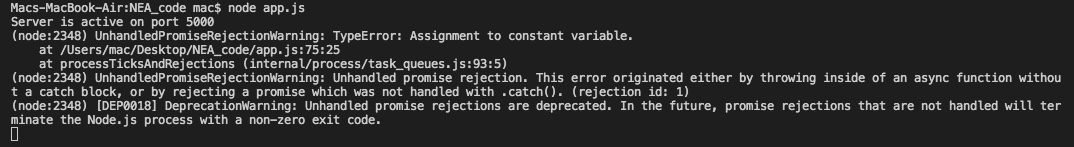 Macs-MacBook-Air:NEA_code mac$ node app.js
Server is active on port 5000
(node:2348) UnhandledPromiseRejectionWarning: TypeError: Assignment to constant variable.
    at /Users/mac/Desktop/NEA_code/app.js:75:25
    at processTicksAndRejections (internal/process/task_queues.js:93:5)
(node:2348) UnhandledPromiseRejectionWarning: Unhandled promise rejection. This error originated either by throwing inside of an async function withou
t a catch block, or by rejecting a promise which was not handled with .catch(). (rejection id: 1)
(node:2348) [DEP0018] DeprecationWarning: Unhandled promise rejections are deprecated. In the future, promise rejections that are not handled will ter
minate the Node.js process with a non-zero exit code.